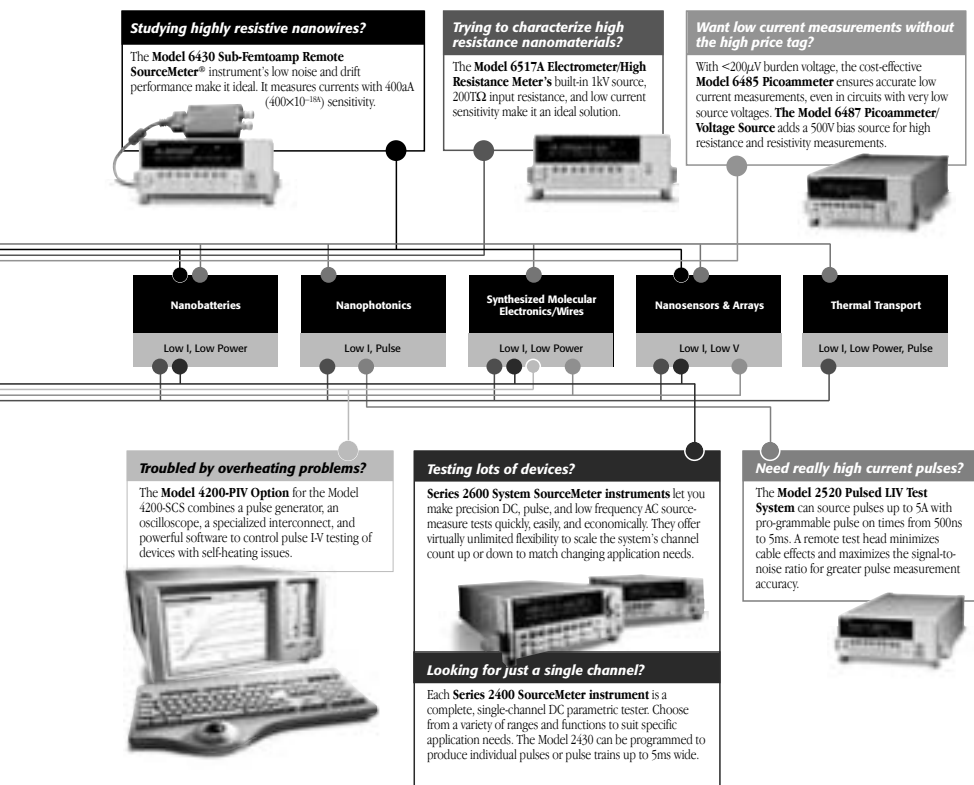 Studying highly resistive nanowires?
The Model 6430 Sub-Femtoamp Remote
SourceMeter® instrument's low noise and drift
performance make it ideal. It measures currents with 400aA
(400×10–18A) sensitivity.
Trying to characterize high
resistance nanomaterials?
The Model 6517A Electrometer/High
Resistance Meter's built-in 1kV source,
200TΩ input resistance, and low current
sensitivity make it an ideal solution.
Want low current measurements without
the high price tag?
With <200µV burden voltage, the cost-effective
Model 6485 Picoammeter ensures accurate low
current measurements, even in circuits with very low
source voltages. The Model 6487 Picoammeter/
Voltage Source adds a 500V bias source for high
resistance and resistivity measurements.
Nanobatteries
Low I, Low Power
Nanophotonics
Low I, Pulse
Synthesized Molecular
Electronics/Wires
Low I, Low Power
Nanosensors & Arrays
Low I, Low V
Thermal Transport
Low I, Low Power, Pulse
Troubled by overheating problems?
The Model 4200-PIV Option for the Model
4200-SCS combines a pulse generator, an
oscilloscope, a specialized interconnect, and
powerful software to control pulse I-V testing of
devices with self-heating issues.
Testing lots of devices?
Series 2600 System SourceMeter instruments let you
make precision DC, pulse, and low frequency AC source-
measure tests quickly, easily, and economically. They offer
virtually unlimited flexibility to scale the system's channel
count up or down to match changing application needs.
Looking for just a single channel?
Each Series 2400 SourceMeter instrument is a
complete, single-channel DC parametric tester. Choose
from a variety of ranges and functions to suit specific
application needs. The Model 2430 can be programmed to
produce individual pulses or pulse trains up to 5ms wide.
Need really high current pulses?
The Model 2520 Pulsed LIV Test
System can source pulses up to 5A with
pro-grammable pulse on times from 500ns
to 5ms. A remote test head minimizes
cable effects and maximizes the signal-to-
noise ratio for greater pulse measurement
accuracy.